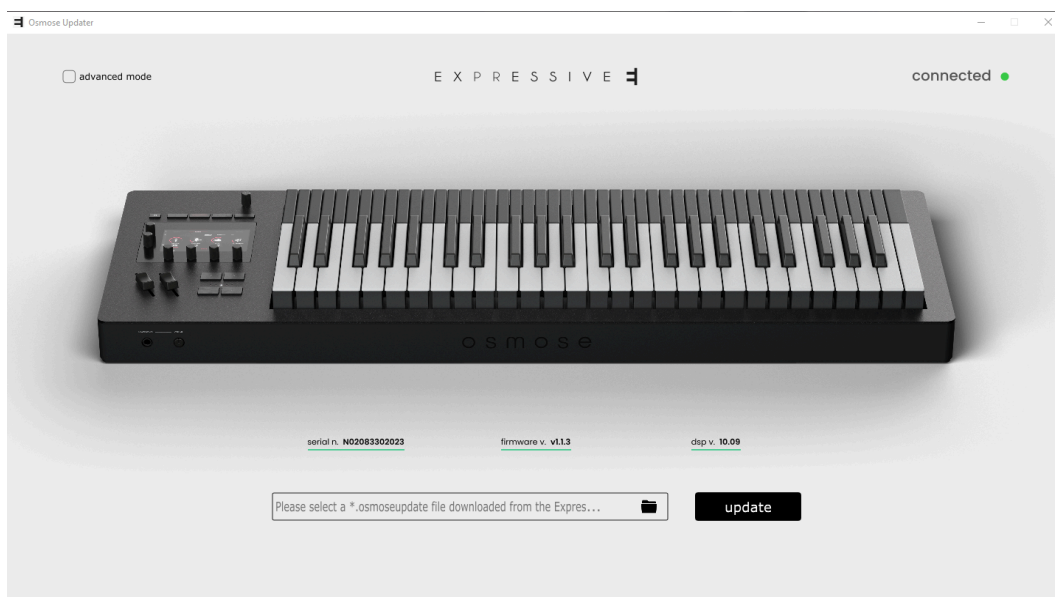 Osmose Updater
advanced mode
EXPRESSIVE
connected
osmose
serial n. N02083302023
firmware v. v1.1.3
dsp v. 10.09
Please select a *.osmoseupdate file downloaded from the Expres...
update